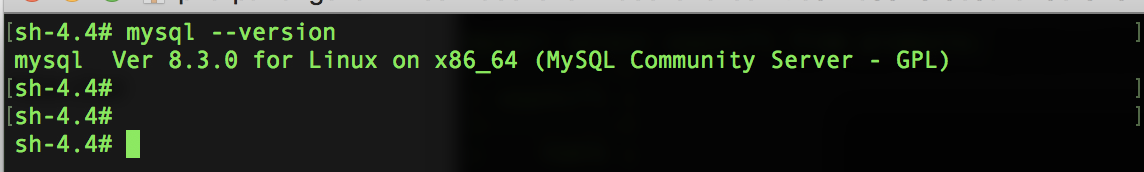 [sh-4.4# mysql --version ]
mysql  Ver 8.3.0 for Linux on x86_64 (MySQL Community Server - GPL)
[sh-4.4# ]
[sh-4.4# ]
sh-4.4#